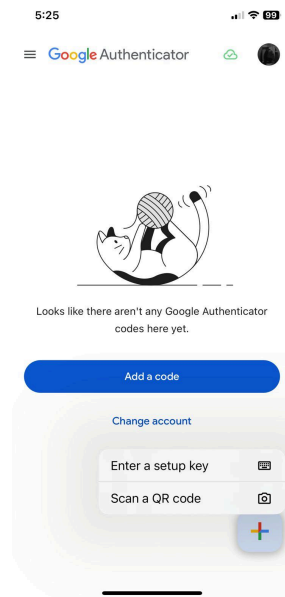 5:25
99
Google Authenticator
Looks like there aren't any Google Authenticator
codes here yet.
Add a code
Change account
Enter a setup key
Scan a QR code